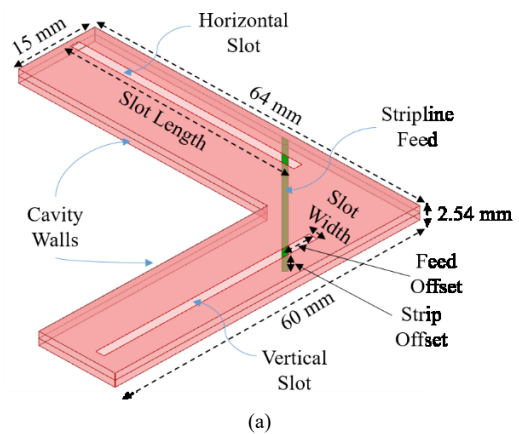 Horizontal
Slot
15 mm
64 mm
Slot Length
Stripline
Feed
Slot
Width
2.54 mm
Cavity
Walls
Feed
Offset
60 mm
Strip
Offset
Vertical
Slot
(a)